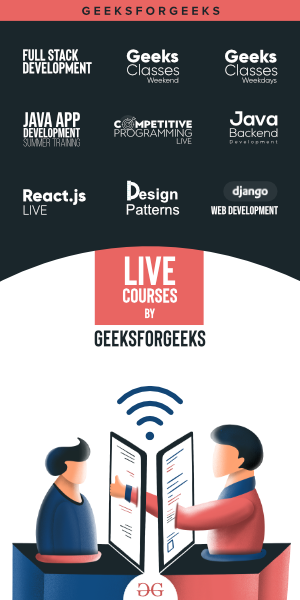 GEEKSFORGEEKS
FULL STACK
DEVELOPMENT
Geeks
Classes
Weekend
Geeks
Classes
Weekdays
JAVA APP
DEVELOPMENT
SUMMER TRAINING
COMPETITIVE
PROGRAMMING
LIVE
Java
Backend
Development
React.js
LIVE
Design
Patterns
django
WEB DEVELOPMENT
LIVE
COURSES
BY
GEEKSFORGEEKS